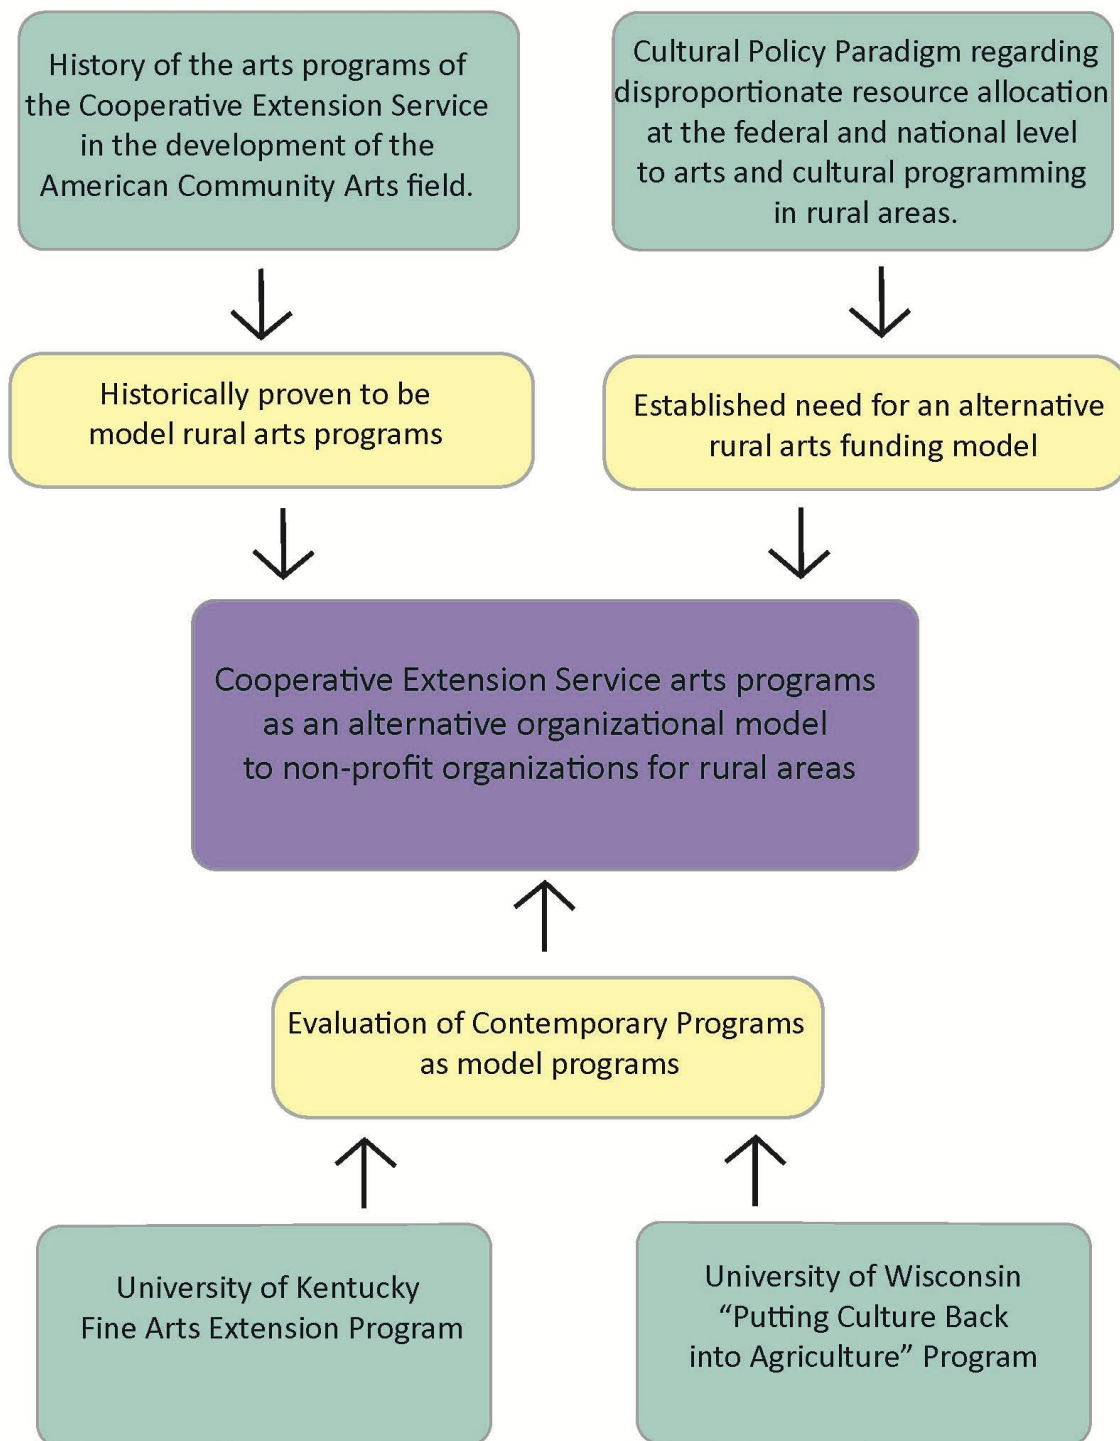 History of the arts programs of
the Cooperative Extension Service
in the development of the
American Community Arts field.
Cultural Policy Paradigm regarding
disproportionate resource allocation
at the federal and national level
to arts and cultural programming
in rural areas.
Historically proven to be
model rural arts programs
Established need for an alternative
rural arts funding model
Cooperative Extension Service arts programs
as an alternative organizational model
to non-profit organizations for rural areas
Evaluation of Contemporary Programs
as model programs
University of Kentucky
Fine Arts Extension Program
University of Wisconsin
“Putting Culture Back
into Agriculture” Program